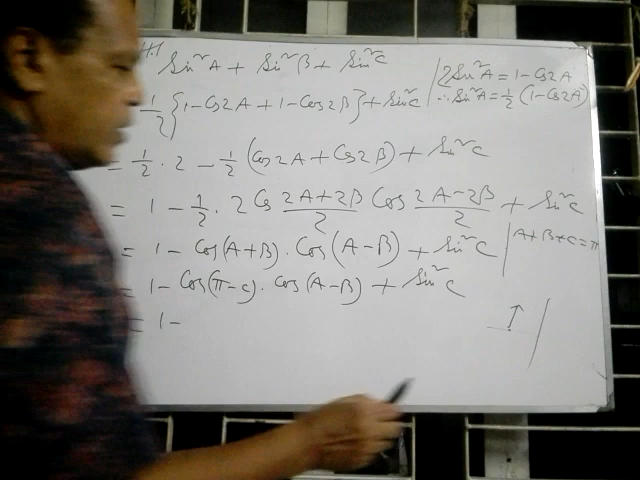 H.1 Sin²A + Sin²B + Sin²C
2Sin²A = 1 - Cos2A
1/2 {1 - Cos2A + 1 - Cos2B} + Sin²C
∴ Sin²A = 1/2 (1 - Cos2A)
= 1/2 . 2 - 1/2 (Cos2A + Cos2B) + Sin²C
= 1 - 1/2 . 2 Cos (2A+2B)/2 Cos (2A-2B)/2 + Sin²C
= 1 - Cos(A+B) . Cos(A-B) + Sin²C
A+B+C = π
= 1 - Cos(π-C) . Cos(A-B) + Sin²C
= 1 -